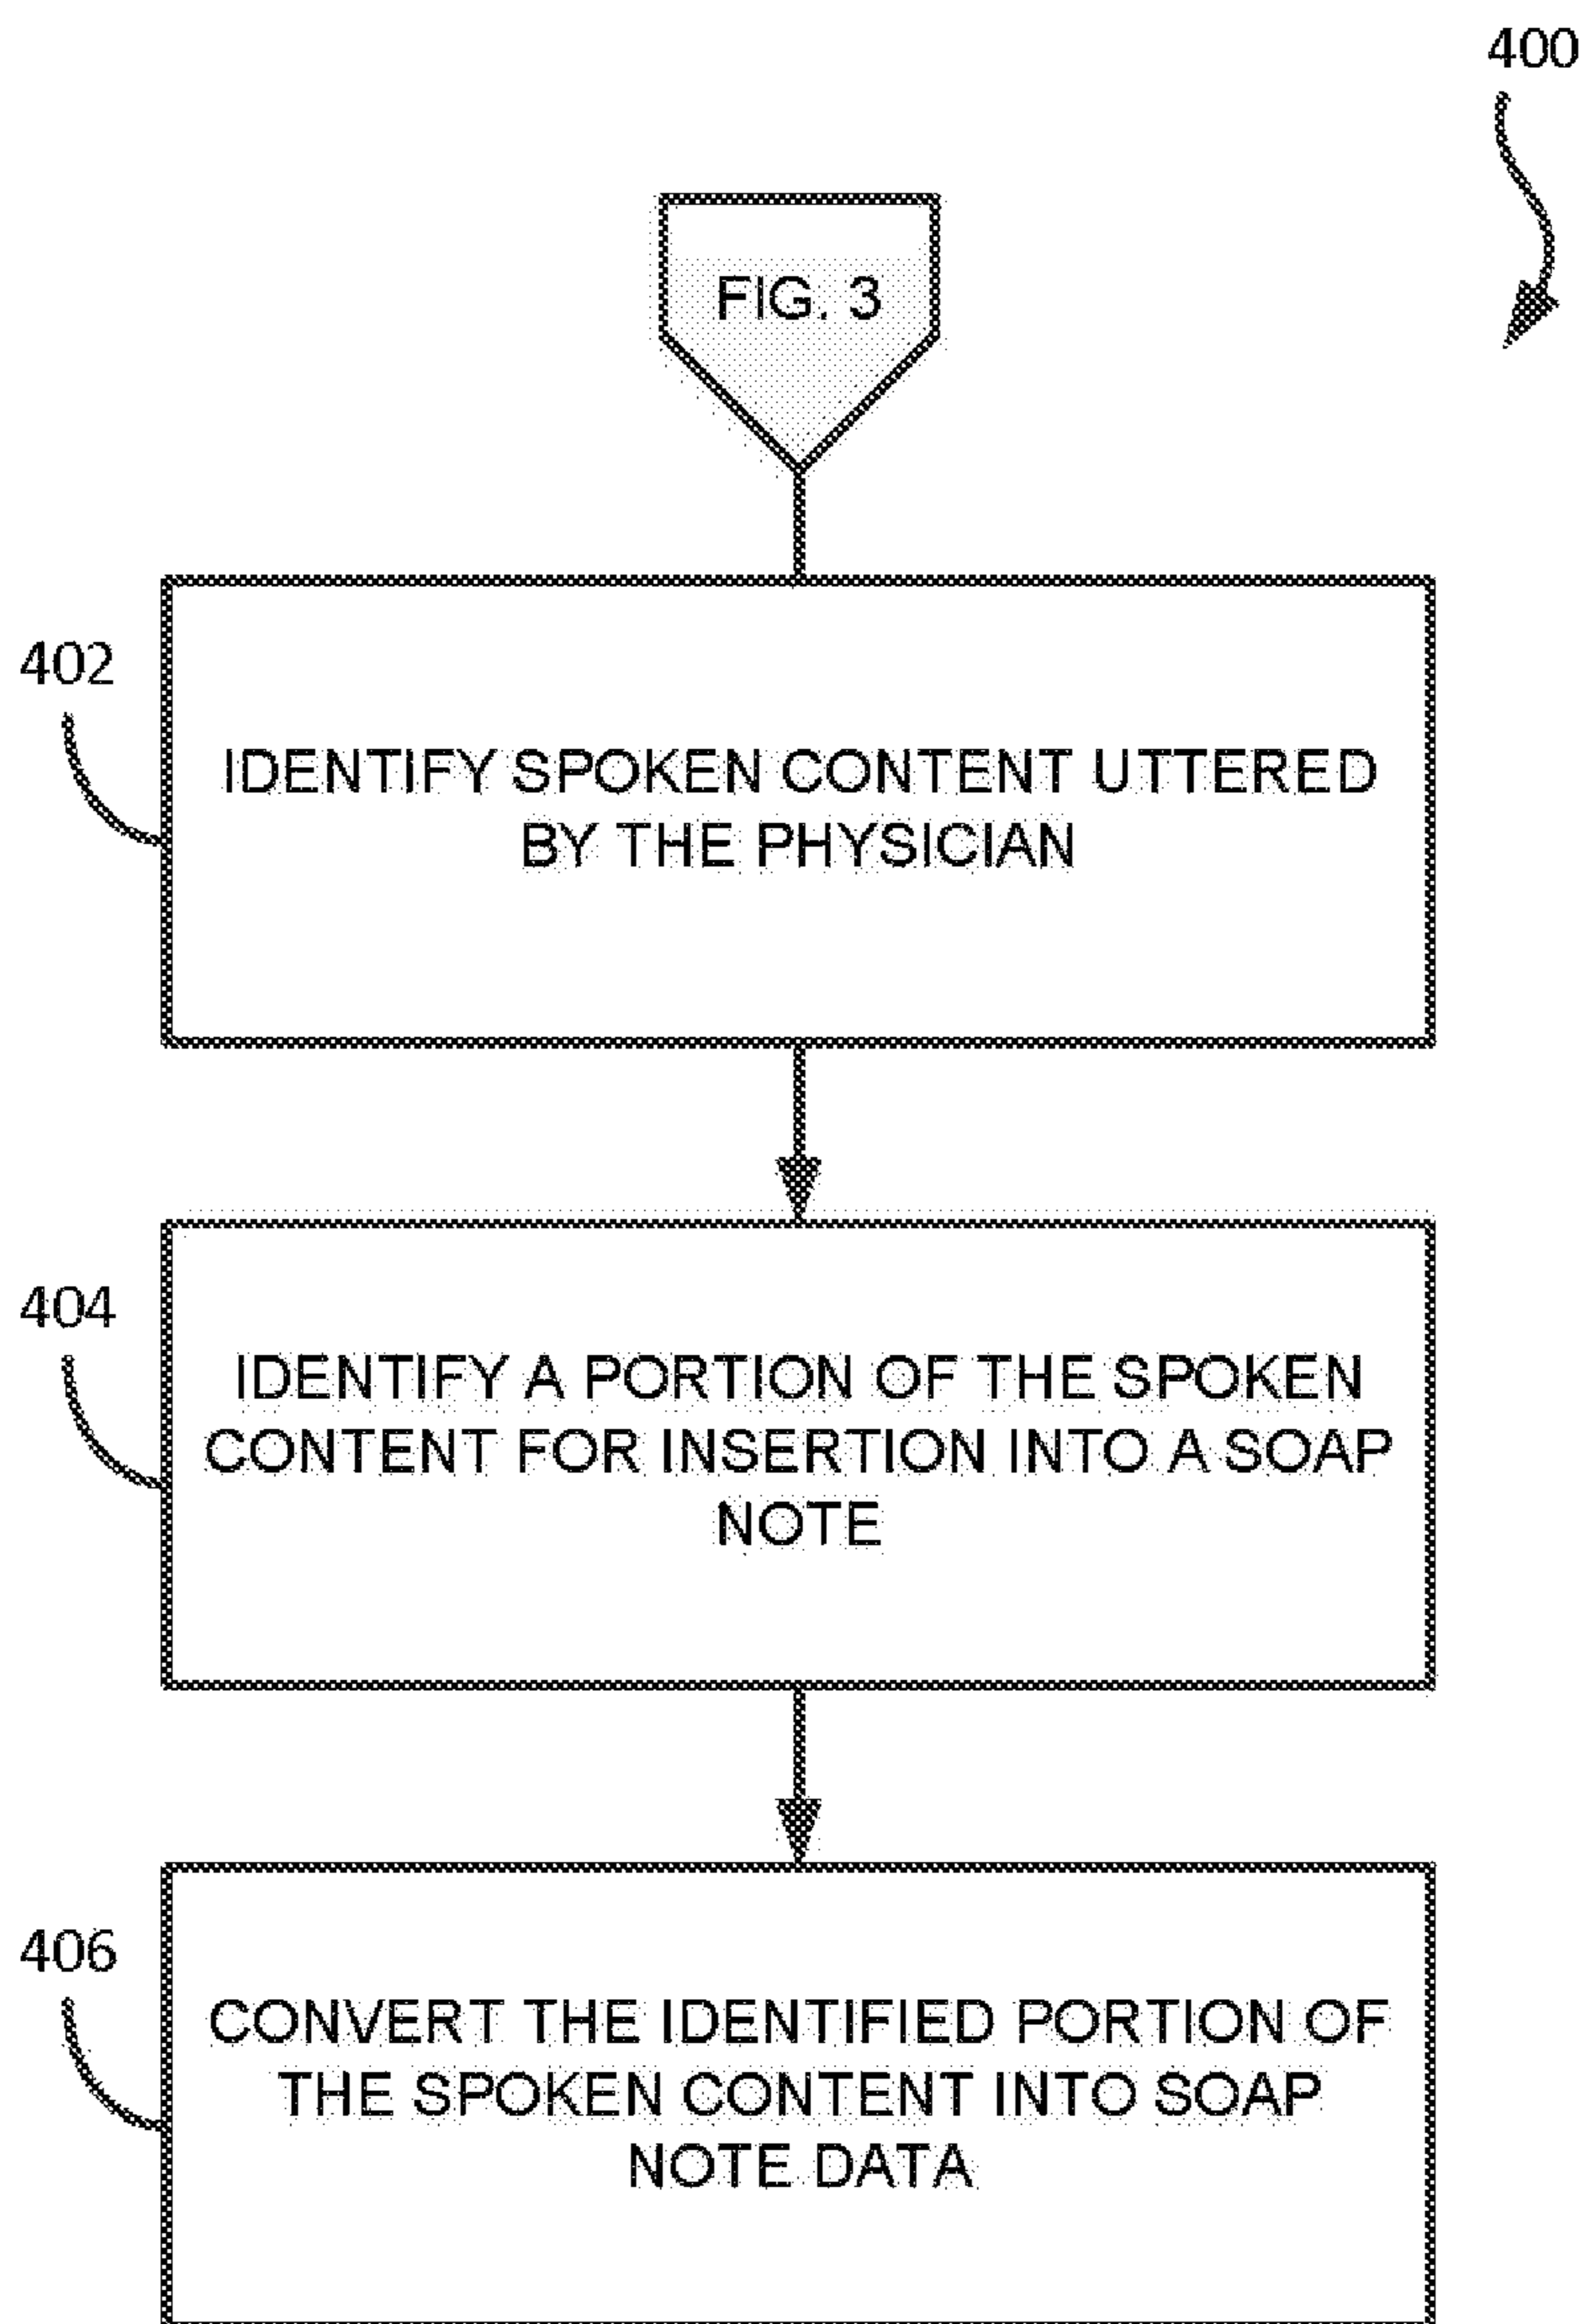 400
FIG. 3
402
IDENTIFY SPOKEN CONTENT UTTERED
BY THE PHYSICIAN
404
IDENTIFY A PORTION OF THE SPOKEN
CONTENT FOR INSERTION INTO A SOAP
NOTE
406
CONVERT THE IDENTIFIED PORTION OF
THE SPOKEN CONTENT INTO SOAP
NOTE DATA